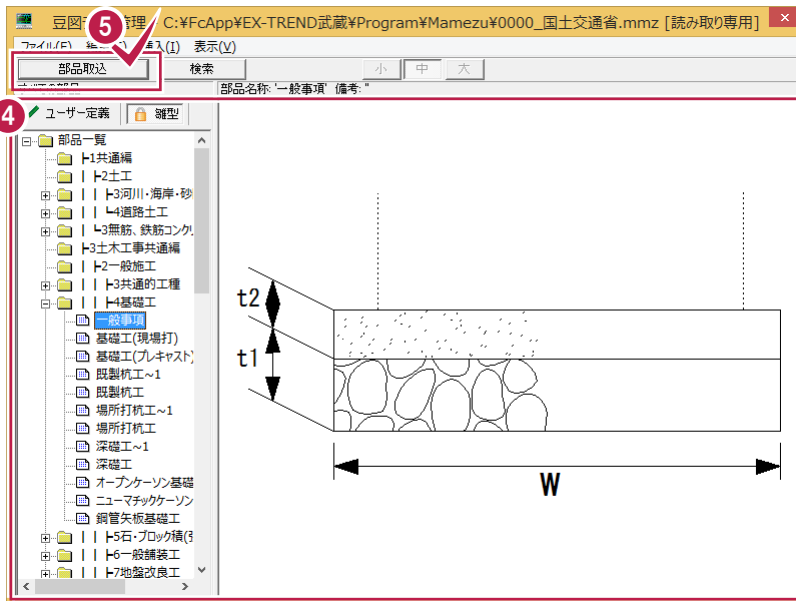 5
豆図 管理 - C:¥FcApp¥EX-TREND武蔵¥Program¥Mamezu¥0000_国土交通省.mmz [読み取り専用]
ファイル(F) 入(I) 表示(V)
部品取込 検索 小 中 大
部品名称:'一般事項' 備考:''
4
ユーザー定義 雛型
部品一覧
├1共通編
| ├2土工
| | ├3河川・海岸・砂
| | └4道路土工
| └3無筋、鉄筋コンクリ
├3土木工事共通編
| ├2一般施工
| | ├3共通的工種
| | ├4基礎工
一般事項
基礎工(現場打)
基礎工(プレキャスト)
既製杭工~1
既製杭工
場所打杭工~1
場所打杭工
深礎工~1
深礎工
オープンケーソン基礎
ニューマチックケーソン
鋼管矢板基礎工
| | ├5石・ブロック積(張
| | ├6一般舗装工
| | ├7地盤改良工
t2
t1
W